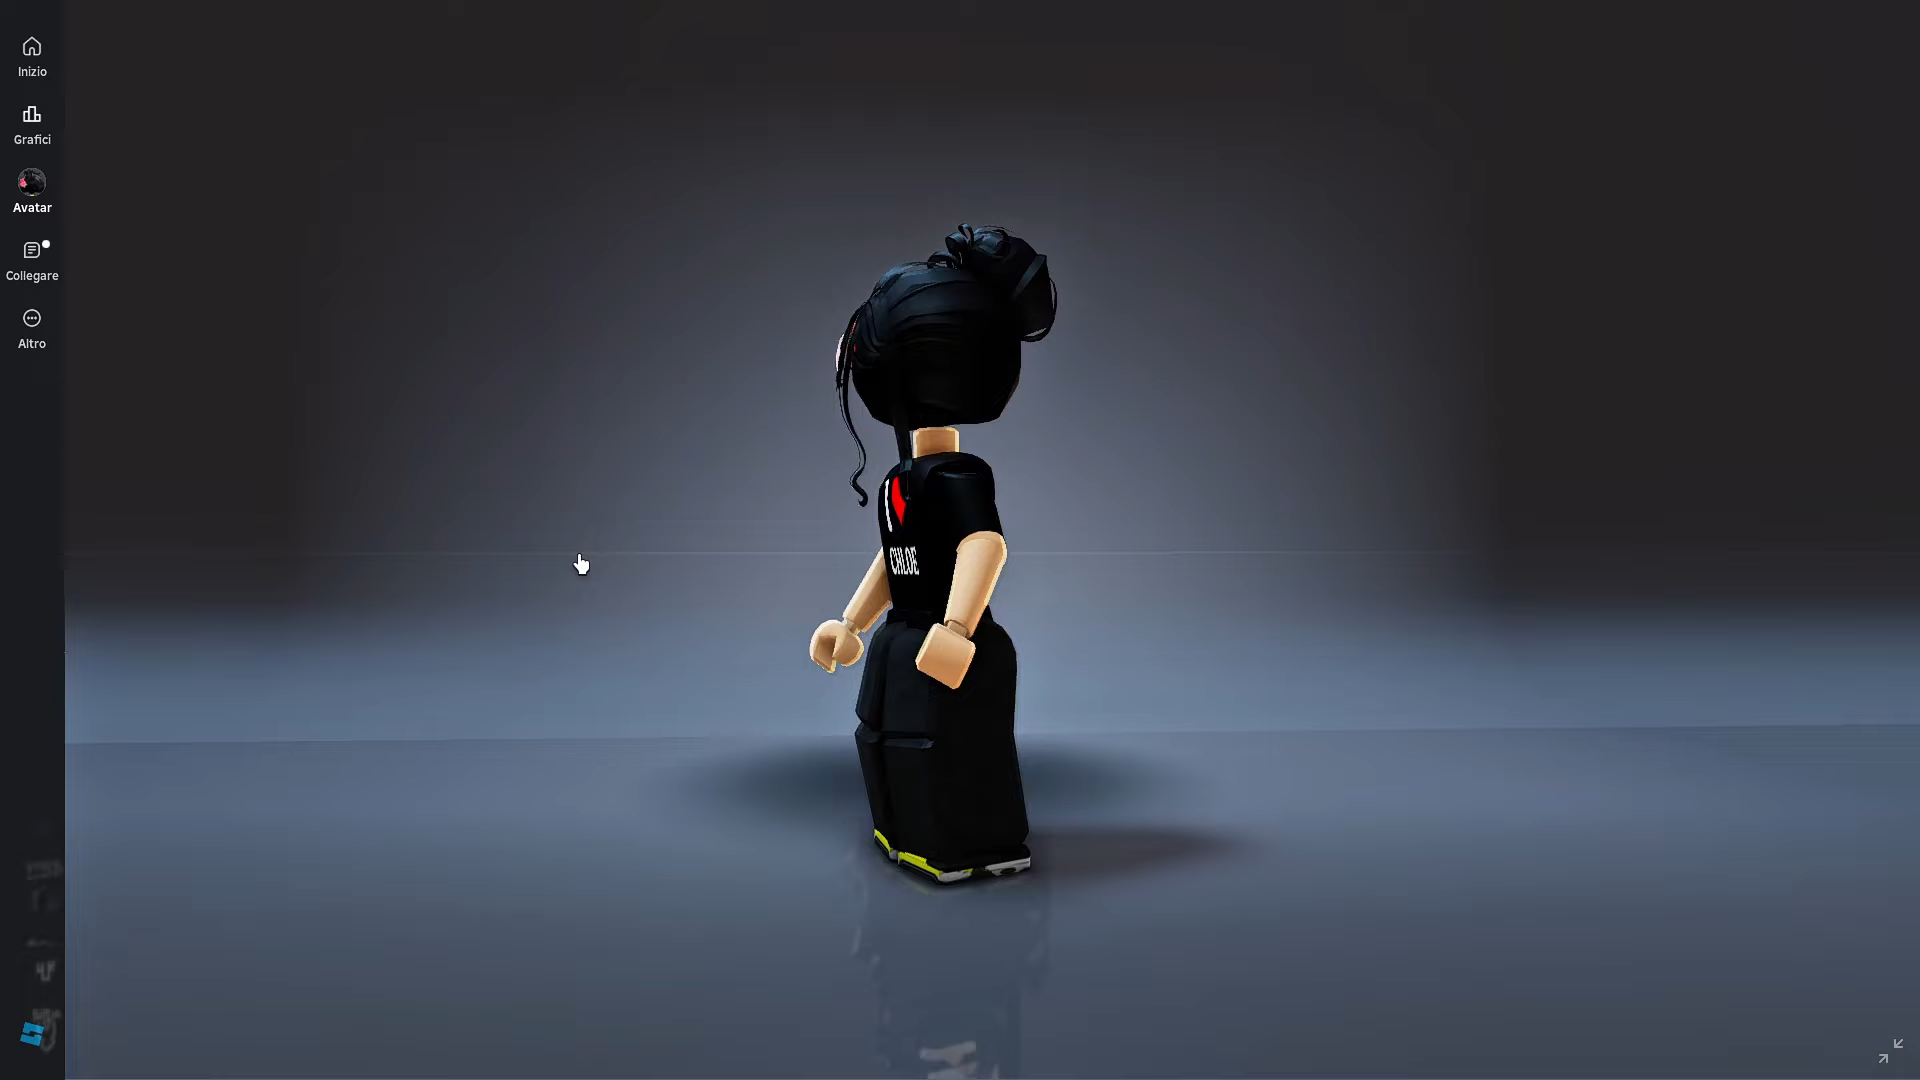 Inizio
Grafici
Avatar
Collegare
Altro
I
CHLOE